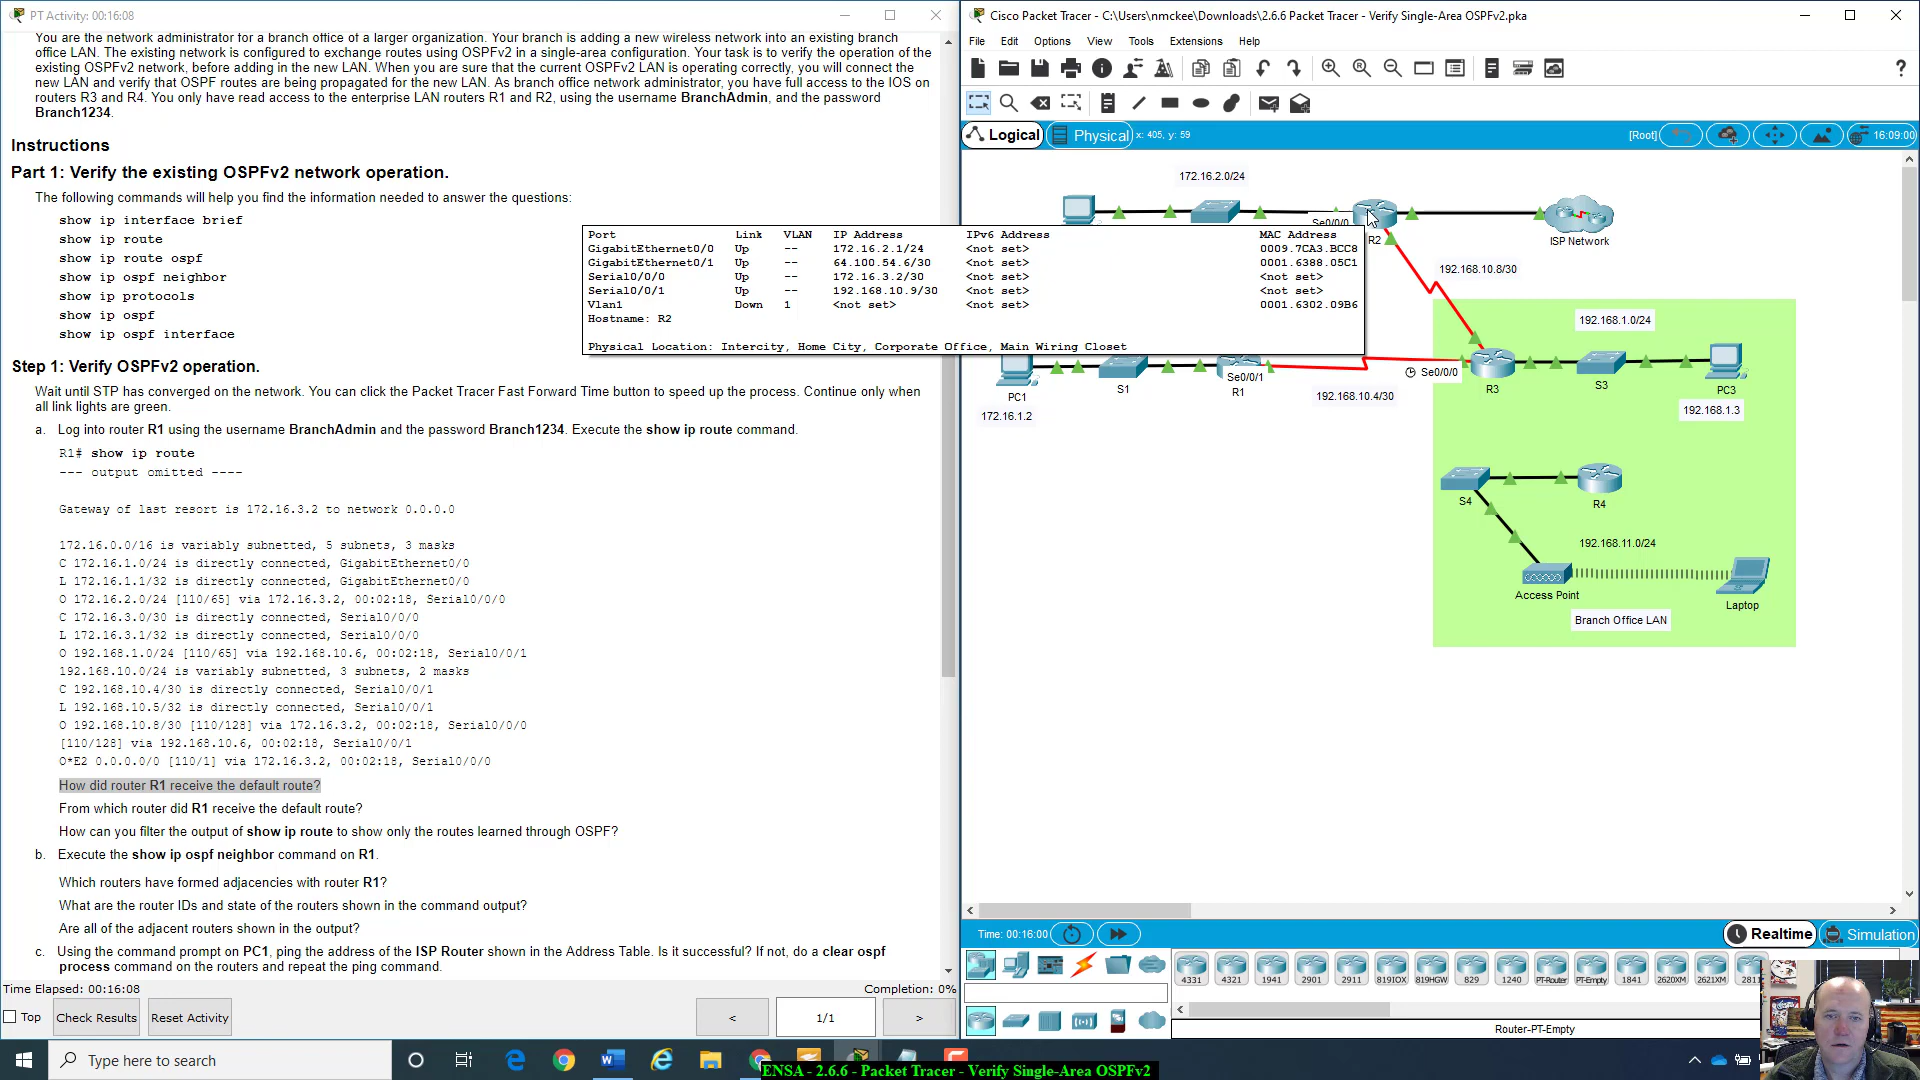 PT Activity: 00:16:08
You are the network administrator for a branch office of a larger organization. Your branch is adding a new wireless network into an existing branch
office LAN. The existing network is configured to exchange routes using OSPFv2 in a single-area configuration. Your task is to verify the operation of the
existing OSPFv2 network, before adding in the new LAN. When you are sure that the current OSPFv2 LAN is operating correctly, you will connect the
new LAN and verify that OSPF routes are being propagated for the new LAN. As branch office network administrator, you have full access to the IOS on
routers R3 and R4. You only have read access to the enterprise LAN routers R1 and R2, using the username BranchAdmin, and the password
Branch1234.
Instructions
Part 1: Verify the existing OSPFv2 network operation.
The following commands will help you find the information needed to answer the questions:
show ip interface brief
show ip route
show ip route ospf
show ip ospf neighbor
show ip protocols
show ip ospf
show ip ospf interface
Step 1: Verify OSPFv2 operation.
Wait until STP has converged on the network. You can click the Packet Tracer Fast Forward Time button to speed up the process. Continue only when
all link lights are green.
a. Log into router R1 using the username BranchAdmin and the password Branch1234. Execute the show ip route command.
R1# show ip route
--- output omitted ----
Gateway of last resort is 172.16.3.2 to network 0.0.0.0
172.16.0.0/16 is variably subnetted, 5 subnets, 3 masks
C 172.16.1.0/24 is directly connected, GigabitEthernet0/0
L 172.16.1.1/32 is directly connected, GigabitEthernet0/0
O 172.16.2.0/24 [110/65] via 172.16.3.2, 00:02:18, Serial0/0/0
C 172.16.3.0/30 is directly connected, Serial0/0/0
L 172.16.3.1/32 is directly connected, Serial0/0/0
O 192.168.1.0/24 [110/65] via 192.168.10.6, 00:02:18, Serial0/0/1
192.168.10.0/24 is variably subnetted, 3 subnets, 2 masks
C 192.168.10.4/30 is directly connected, Serial0/0/1
L 192.168.10.5/32 is directly connected, Serial0/0/1
O 192.168.10.8/30 [110/128] via 172.16.3.2, 00:02:18, Serial0/0/0
[110/128] via 192.168.10.6, 00:02:18, Serial0/0/1
O*E2 0.0.0.0/0 [110/1] via 172.16.3.2, 00:02:18, Serial0/0/0
How did router R1 receive the default route?
From which router did R1 receive the default route?
How can you filter the output of show ip route to show only the routes learned through OSPF?
b. Execute the show ip ospf neighbor command on R1.
Which routers have formed adjacencies with router R1?
What are the router IDs and state of the routers shown in the command output?
Are all of the adjacent routers shown in the output?
c. Using the command prompt on PC1, ping the address of the ISP Router shown in the Address Table. Is it successful? If not, do a clear ospf
process command on the routers and repeat the ping command.
Time Elapsed: 00:16:08
Completion: 0%
Top
Check Results
Reset Activity
<
1/1
>
Cisco Packet Tracer - C:\Users\nmckee\Downloads\2.6.6 Packet Tracer - Verify Single-Area OSPFv2.pka
File Edit Options View Tools Extensions Help
?
Logical
Physical
x: 405, y: 59
[Root]
16:09:00
172.16.2.0/24
Se0/0/0
R2
ISP Network
192.168.10.8/30
Port Link VLAN IP Address IPv6 Address MAC Address
GigabitEthernet0/0 Up -- 172.16.2.1/24 <not set> 0009.7CA3.BCC8
GigabitEthernet0/1 Up -- 64.100.54.6/30 <not set> 0001.6388.05C1
Serial0/0/0 Up -- 172.16.3.2/30 <not set> <not set>
Serial0/0/1 Up -- 192.168.10.9/30 <not set> <not set>
Vlan1 Down 1 <not set> <not set> 0001.6302.09B6
Hostname: R2
Physical Location: Intercity, Home City, Corporate Office, Main Wiring Closet
192.168.1.0/24
Se0/0/1
Se0/0/0
PC1
S1
R1
192.168.10.4/30
R3
S3
PC3
172.16.1.2
192.168.1.3
S4
R4
192.168.11.0/24
Access Point
Laptop
Branch Office LAN
Time: 00:16:00
Realtime
Simulation
4331 4321 1941 2901 2911 819IOX 819HGW 829 1240 PT-Router PT-Empty 1841 2620XM 2621XM 2811
Router-PT-Empty
Type here to search
ENSA - 2.6.6 - Packet Tracer - Verify Single-Area OSPFv2